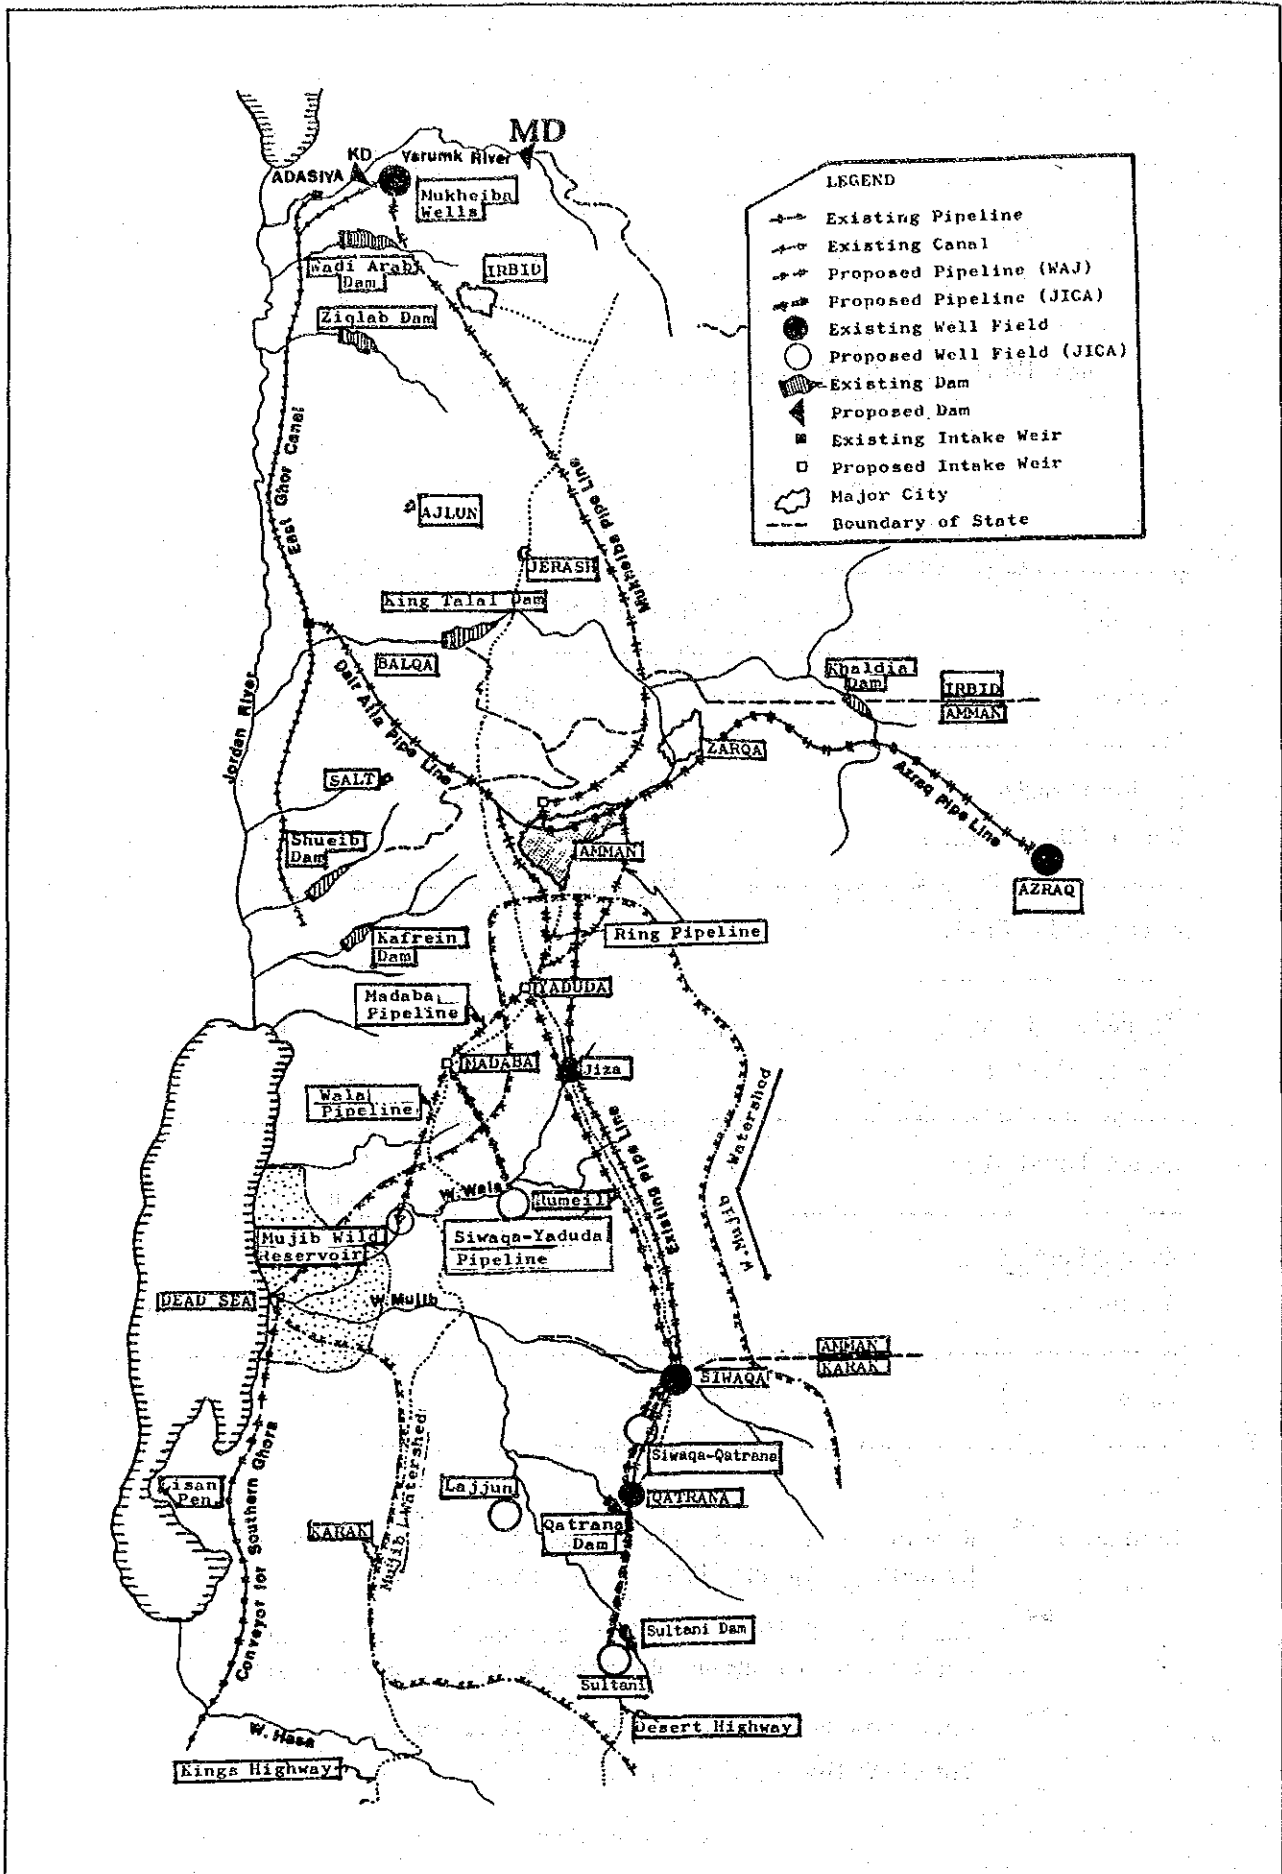 MD
KD
Yarumk River
ADASIYA
Mukheiba
Wells
Wadi Arab
Dam
IRBID
Ziqlab Dam
LEGEND
Existing Pipeline
Existing Canal
Proposed Pipeline (WAJ)
Proposed Pipeline (JICA)
Existing Well Field
Proposed Well Field (JICA)
Existing Dam
Proposed Dam
Existing Intake Weir
Proposed Intake Weir
Major City
Boundary of State
East Ghor Canal
Mukheiba Pipe Line
AJLUN
JERASH
King Talal Dam
BALQA
Khaldia
Dam
IRBID
AMMAN
Jordan River
Dair Alla Pipe Line
ZARQA
SALT
Azraq Pipe Line
Shueib
Dam
AMMAN
AZRAQ
Kafrein
Dam
Ring Pipeline
YADUDA
Madaba
Pipeline
MADABA
Jiza
Wala
Pipeline
Existing Pipe Line
Watershed
W.Mujib
W.Wala
Rumeil
Mujib Wild
Reservoir
Siwaqa-Yaduda
Pipeline
DEAD SEA
W.Mujib
AMMAN
KARAK
SIWAQA
Siwaqa-Qatrana
Lisan
Pen.
Conveyor for Southern Ghors
Lajjun
QATRANA
Mujib Watershed
KARAK
Qatrana
Dam
Sultani Dam
Sultani
Desert Highway
W. Hasa
Kings Highway